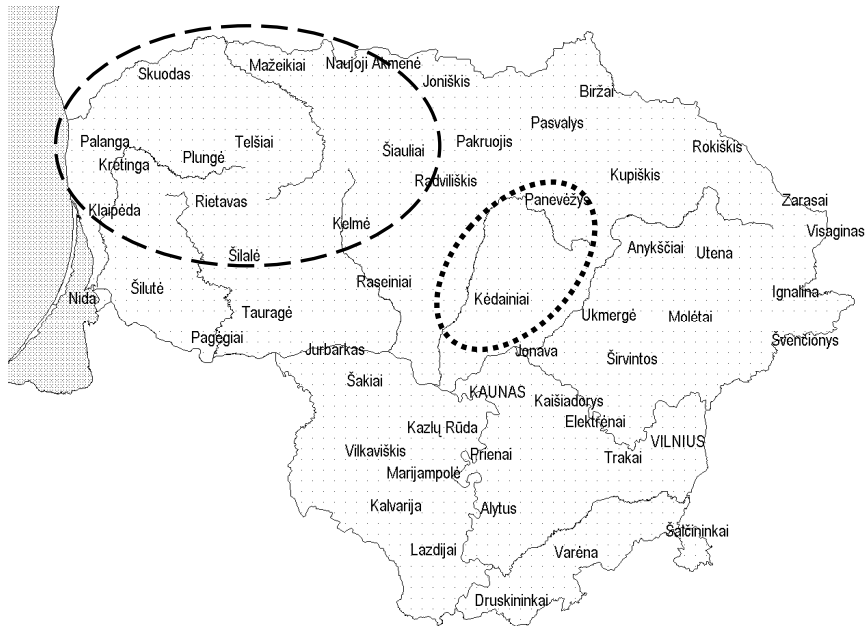 Naujoji Akmenė
Mažeikiai
Skuodas
Joniškis
Biržai
Pasvalys
Palanga
Telšiai
Pakruojis
Rokiškis
Šiauliai
Plungė
Krėtinga
Radviliškis
Kupiškis
Rietavas
Panevėžys
Zarasai
Klaipėda
Kelmė
Visaginas
Anykščiai
Utena
Šilalė
Raseiniai
Šilutė
Nida
Kėdainiai
Ignalina
Tauragė
Ukmergė
Molėtai
Pagėgiai
Švenčionys
Jurbarkas
Jonava
Širvintos
Šakiai
KAUNAS
Kaišiadorys
Elektrėnai
Kazlų Rūda
VILNIUS
Vilkaviškis
Prienai
Trakai
Marijampolė
Kalvarija
Alytus
Šalčininkai
Lazdijai
Varėna
Druskininkai